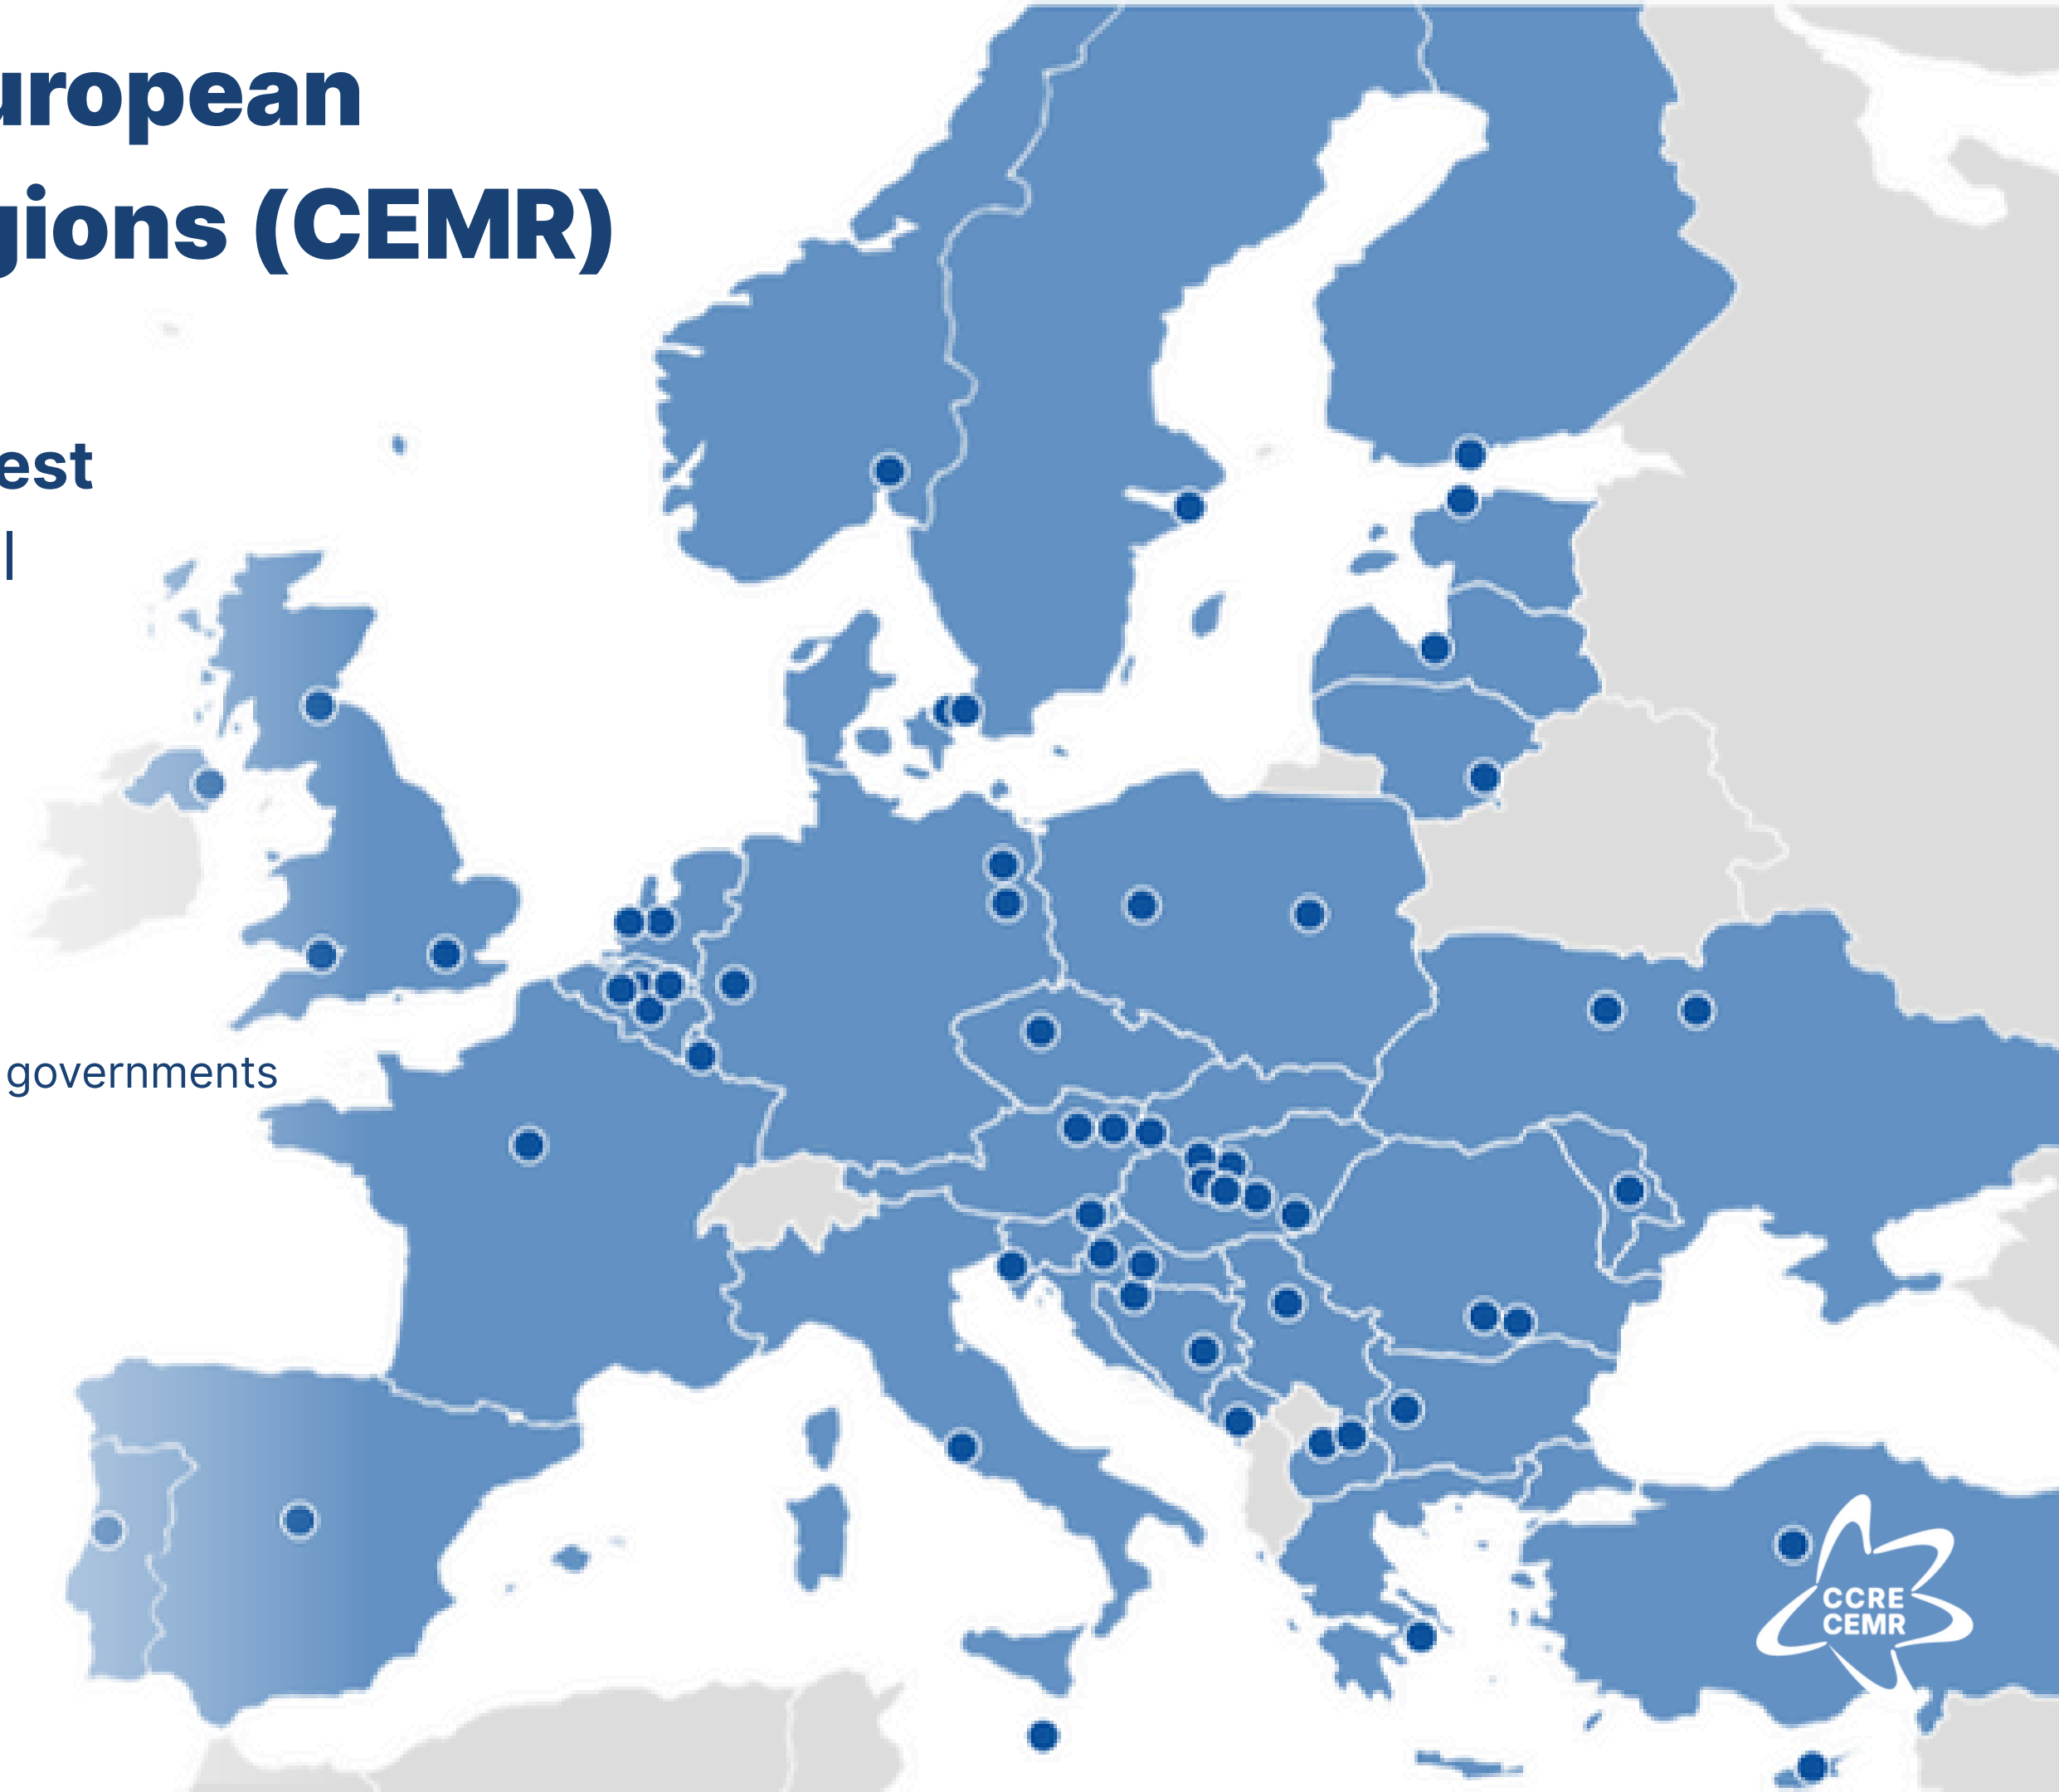 uropean
gions (CEMR)
est
l
governments
CCRE
CEMR